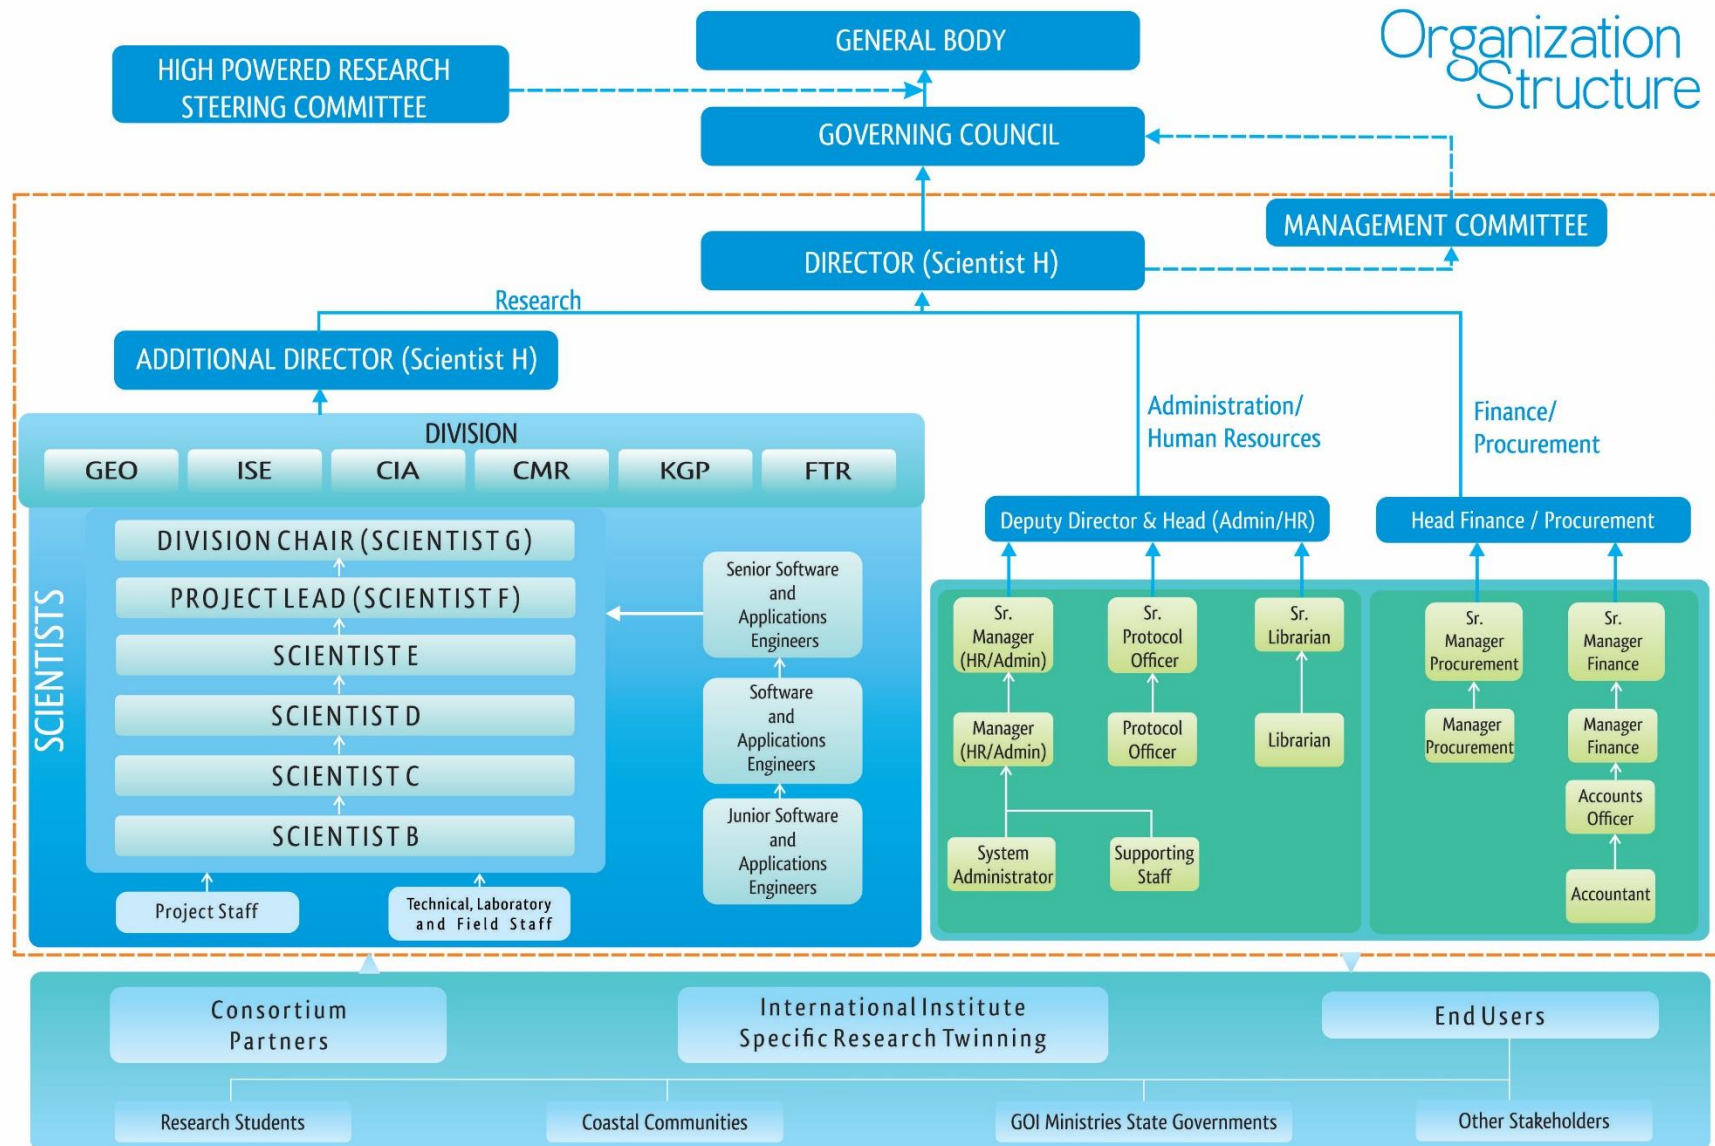 Organization
Structure
GENERAL BODY
HIGH POWERED RESEARCH
STEERING COMMITTEE
GOVERNING COUNCIL
MANAGEMENT COMMITTEE
DIRECTOR (Scientist H)
Research
ADDITIONAL DIRECTOR (Scientist H)
Administration/
Human Resources
Finance/
Procurement
DIVISION
GEO
ISE
CIA
CMR
KGP
FTR
SCIENTISTS
DIVISION CHAIR (SCIENTIST G)
PROJECT LEAD (SCIENTIST F)
SCIENTIST E
SCIENTIST D
SCIENTIST C
SCIENTIST B
Project Staff
Technical, Laboratory
and Field Staff
Senior Software
and
Applications
Engineers
Software
and
Applications
Engineers
Junior Software
and
Applications
Engineers
Deputy Director & Head (Admin/HR)
Sr.
Manager
(HR/Admin)
Sr.
Protocol
Officer
Sr.
Librarian
Manager
(HR/Admin)
Protocol
Officer
Librarian
System
Administrator
Supporting
Staff
Head Finance / Procurement
Sr.
Manager
Procurement
Sr.
Manager
Finance
Manager
Procurement
Manager
Finance
Accounts
Officer
Accountant
Consortium
Partners
International Institute
Specific Research Twinning
End Users
Research Students
Coastal Communities
GOI Ministries State Governments
Other Stakeholders